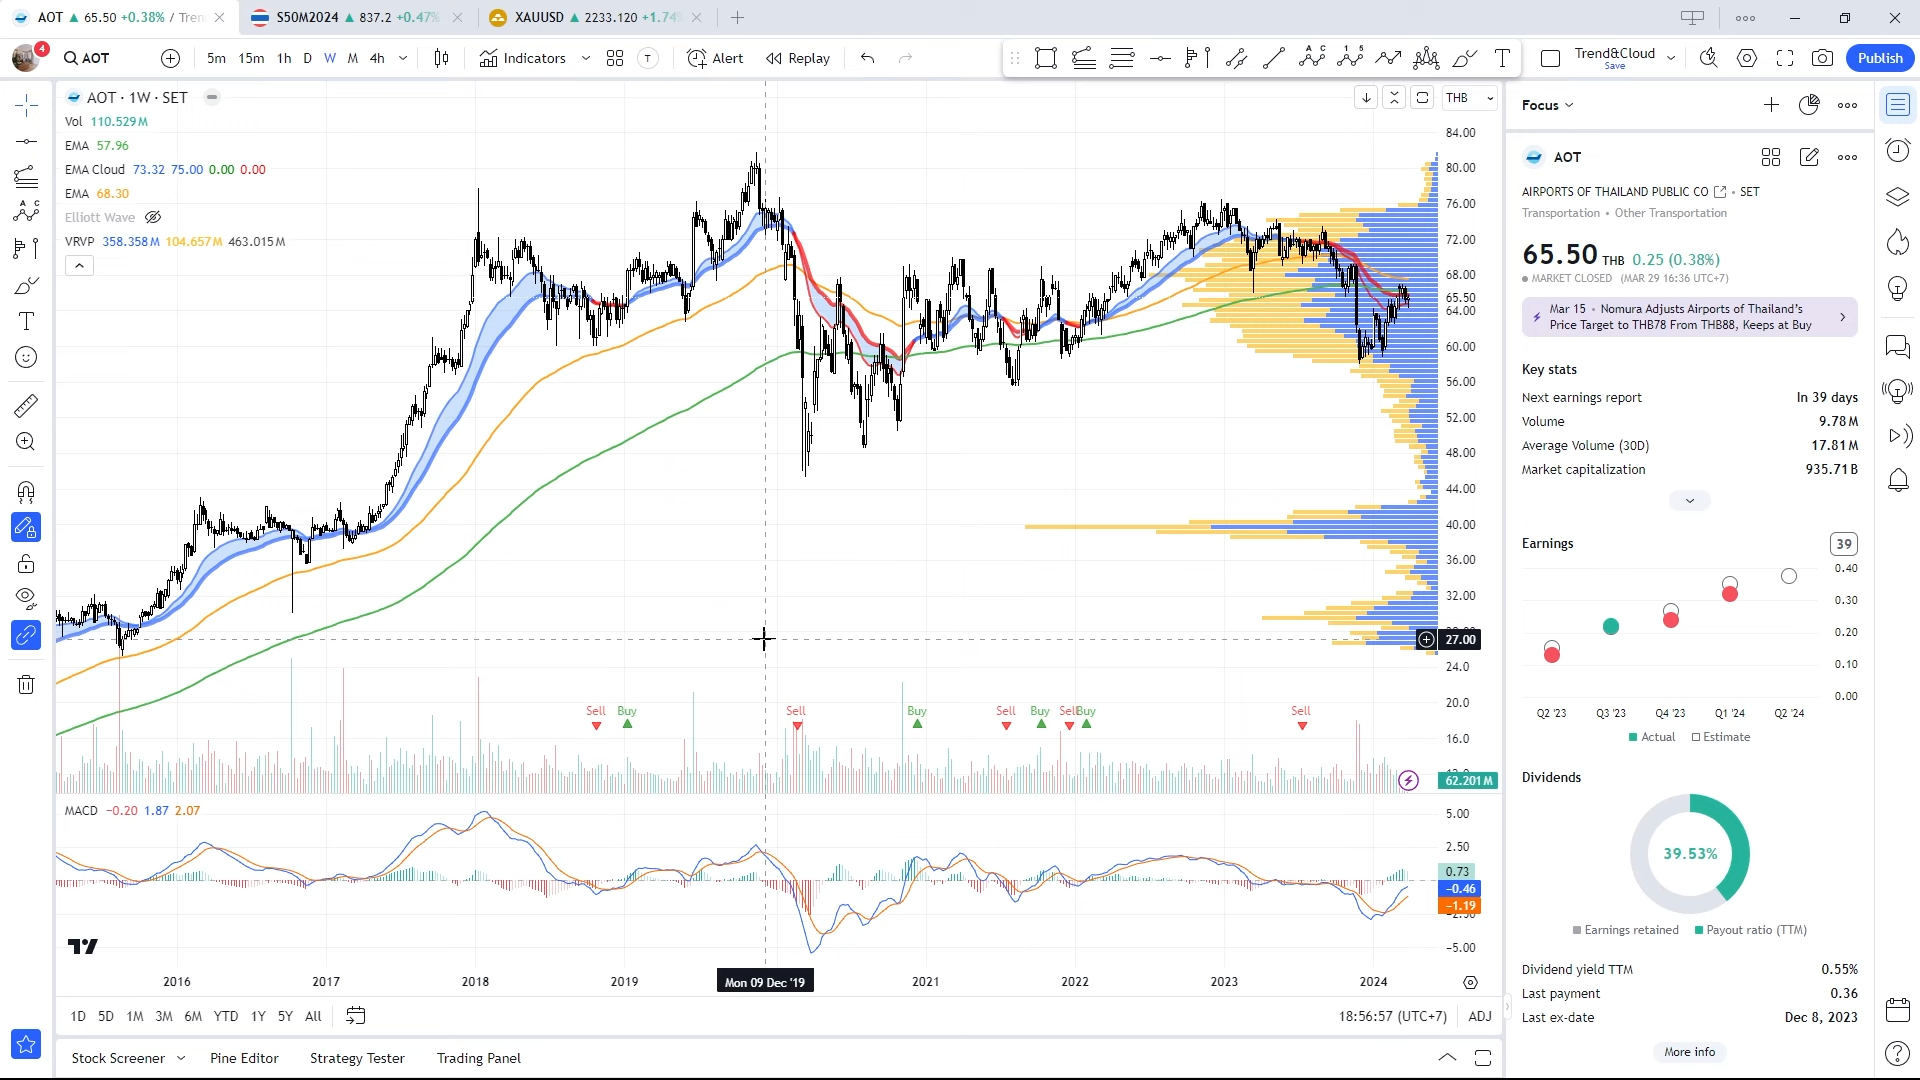 AOT ▲ 65.50 +0.38% / Tren
S50M2024 ▲ 837.2 +0.47%
XAUUSD ▲ 2233.120 +1.74%
4
AOT
5m 15m 1h D W M 4h
Indicators
T
Alert
Replay
A C
1 5
T
Trend&Cloud
Save
Publish
AOT · 1W · SET
Vol 110.529M
EMA 57.96
EMA Cloud 73.32 75.00 0.00 0.00
EMA 68.30
Elliott Wave
VRVP 358.358M 104.657M 463.015M
THB
84.00
80.00
76.00
72.00
68.00
65.50
64.00
60.00
56.00
52.00
48.00
44.00
40.00
36.00
32.00
27.00
24.0
20.0
16.0
62.201M
Sell Buy Sell Buy Sell Buy Sell Buy Sell
MACD −0.20 1.87 2.07
5.00
2.50
0.73
−0.46
−1.19
−5.00
2016 2017 2018 2019 Mon 09 Dec '19 2021 2022 2023 2024
1D 5D 1M 3M 6M YTD 1Y 5Y All
18:56:57 (UTC+7) ADJ
Stock Screener Pine Editor Strategy Tester Trading Panel
Focus
AOT
AIRPORTS OF THAILAND PUBLIC CO • SET
Transportation • Other Transportation
65.50 THB 0.25 (0.38%)
MARKET CLOSED (MAR 29 16:36 UTC+7)
Mar 15 • Nomura Adjusts Airports of Thailand's
Price Target to THB78 From THB88, Keeps at Buy
Key stats
Next earnings report In 39 days
Volume 9.78M
Average Volume (30D) 17.81M
Market capitalization 935.71B
Earnings 39
0.40
0.30
0.20
0.10
0.00
Q2 '23 Q3 '23 Q4 '23 Q1 '24 Q2 '24
Actual Estimate
Dividends
39.53%
Earnings retained Payout ratio (TTM)
Dividend yield TTM 0.55%
Last payment 0.36
Last ex-date Dec 8, 2023
More info